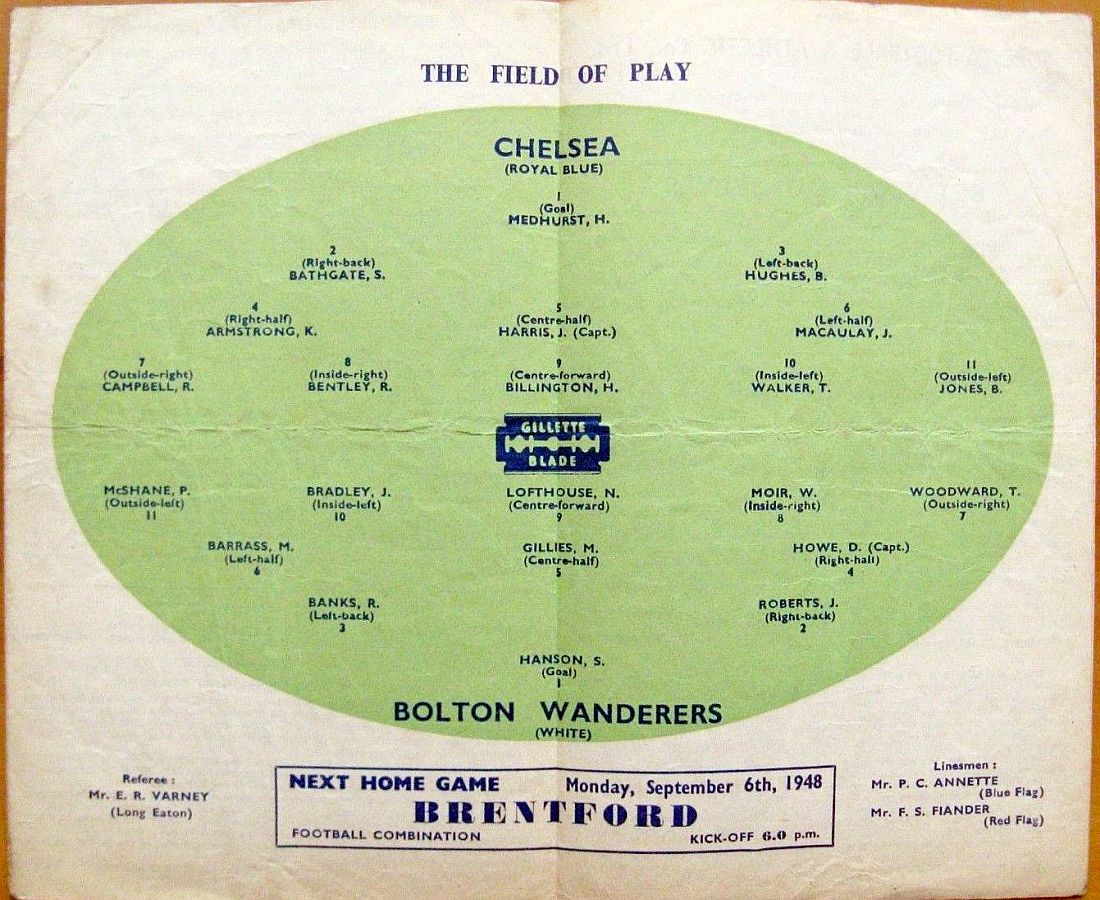 THE FIELD OF PLAY
CHELSEA
(ROYAL BLUE)
1
(Goal)
MEDHURST, H.
2
(Right-back)
BATHGATE, S.
3
(Left-back)
HUGHES, B.
4
(Right-half)
ARMSTRONG, K.
5
(Centre-half)
HARRIS, J. (Capt.)
6
(Left-half)
MACAULAY, J.
7
(Outside-right)
CAMPBELL, R.
8
(Inside-right)
BENTLEY, R.
9
(Centre-forward)
BILLINGTON, H.
10
(Inside-left)
WALKER, T.
11
(Outside-left)
JONES, B.
GILLETTE
BLADE
McSHANE, P.
(Outside-left)
11
BRADLEY, J.
(Inside-left)
10
LOFTHOUSE, N.
(Centre-forward)
9
MOIR, W.
(Inside-right)
8
WOODWARD, T.
(Outside-right)
7
BARRASS, M.
(Left-half)
6
GILLIES, M.
(Centre-half)
5
HOWE, D. (Capt.)
(Right-half)
4
BANKS, R.
(Left-back)
3
ROBERTS, J.
(Right-back)
2
HANSON, S.
(Goal)
1
BOLTON WANDERERS
(WHITE)
Referee :
Mr. E. R. VARNEY
(Long Eaton)
NEXT HOME GAME Monday, September 6th, 1948
BRENTFORD
FOOTBALL COMBINATION KICK-OFF 6.0 p.m.
Linesmen :
Mr. P. C. ANNETTE
(Blue Flag)
Mr. F. S. FIANDER
(Red Flag)